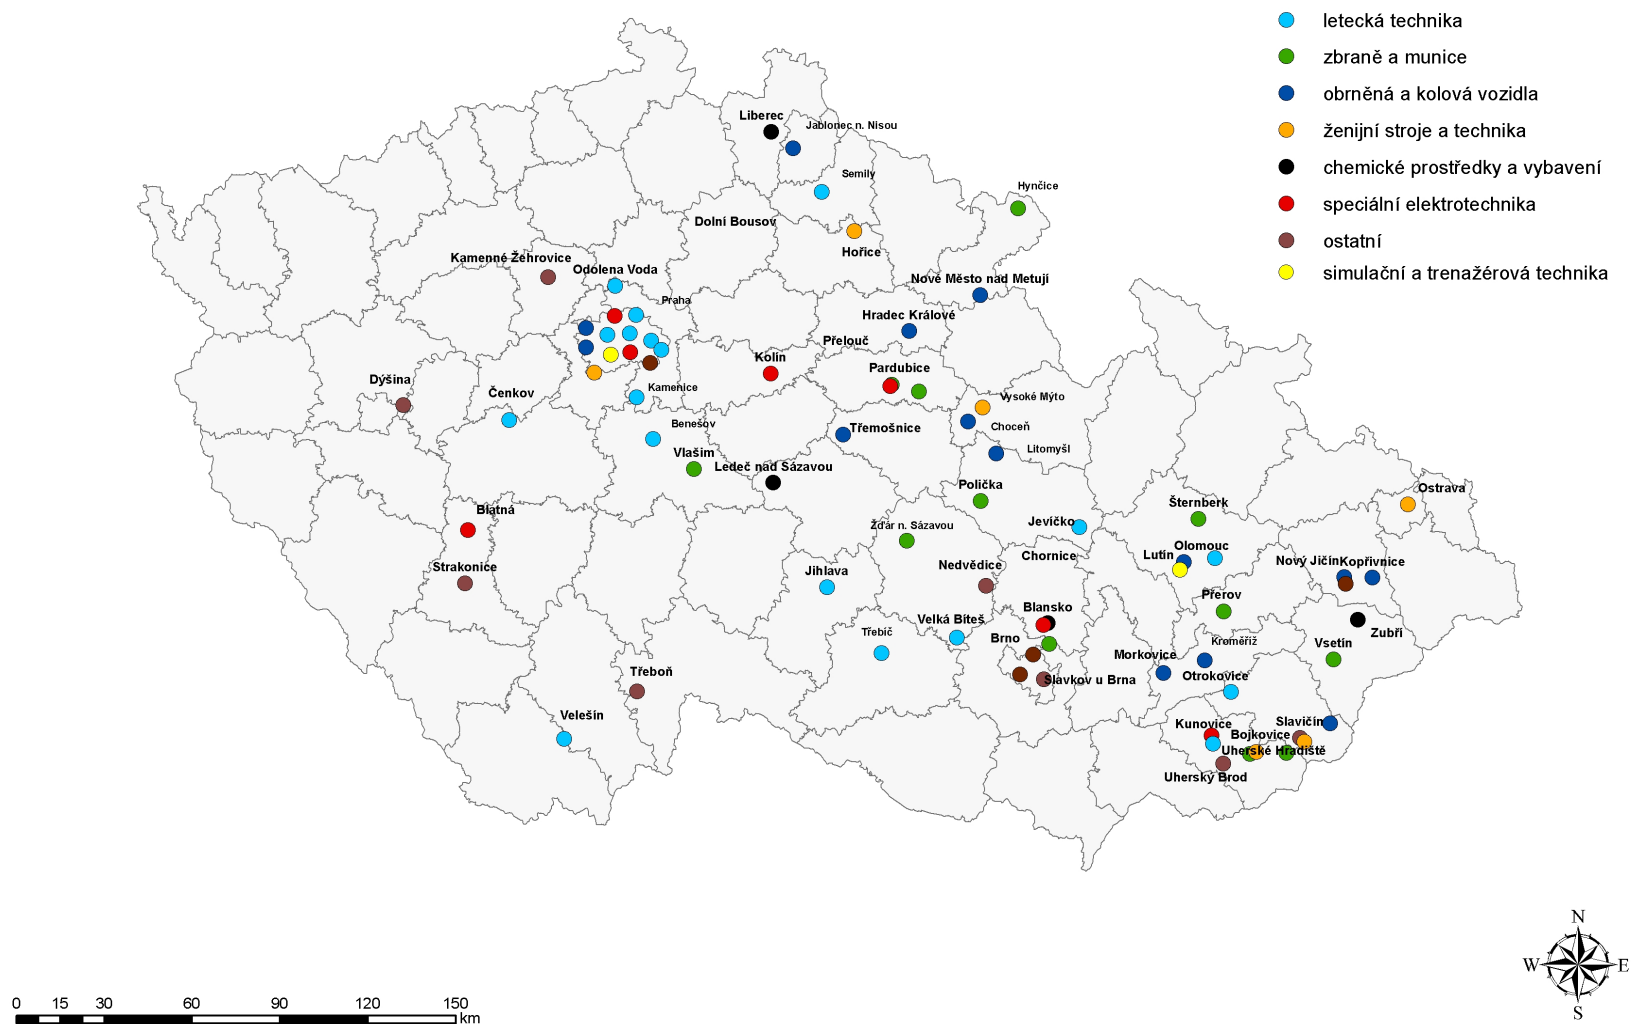 letecká technika
zbraně a munice
obrněná a kolová vozidla
ženijní stroje a technika
chemické prostředky a vybavení
speciální elektrotechnika
ostatní
simulační a trenažérová technika
Liberec
Jablonec n. Nisou
Semily
Hynčice
Dolní Bousov
Hořice
Kamenné Žehrovice
Odolena Voda
Nové Město nad Metují
Praha
Hradec Králové
Přelouč
Kolín
Pardubice
Dýšina
Kamenice
Čenkov
Vysoké Mýto
Benešov
Třemošnice
Choceň
Vlašim
Litomyšl
Ledeč nad Sázavou
Polička
Ostrava
Blatná
Šternberk
Žďár n. Sázavou
Jevíčko
Olomouc
Chornice
Lutín
Nový Jičín
Kopřivnice
Strakonice
Jihlava
Nedvědice
Přerov
Blansko
Velká Bíteš
Třebíč
Brno
Zubří
Kroměříž
Vsetín
Morkovice
Třeboň
Otrokovice
Slavkov u Brna
Velešín
Kunovice
Slavičín
Bojkovice
Uherské Hradiště
Uherský Brod
N
W
E
S
0
15
30
60
90
120
150
km